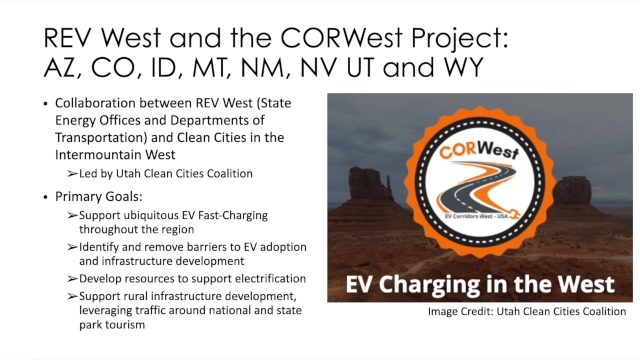 REV West and the CORWest Project:
AZ, CO, ID, MT, NM, NV UT and WY
• Collaboration between REV West (State
Energy Offices and Departments of
Transportation) and Clean Cities in the
Intermountain West
➢Led by Utah Clean Cities Coalition
• Primary Goals:
➢Support ubiquitous EV Fast-Charging
throughout the region
➢Identify and remove barriers to EV adoption
and infrastructure development
➢Develop resources to support electrification
➢Support rural infrastructure development,
leveraging traffic around national and state
park tourism
CORWest
EV Corridors West - USA
EV Charging in the West
Image Credit: Utah Clean Cities Coalition